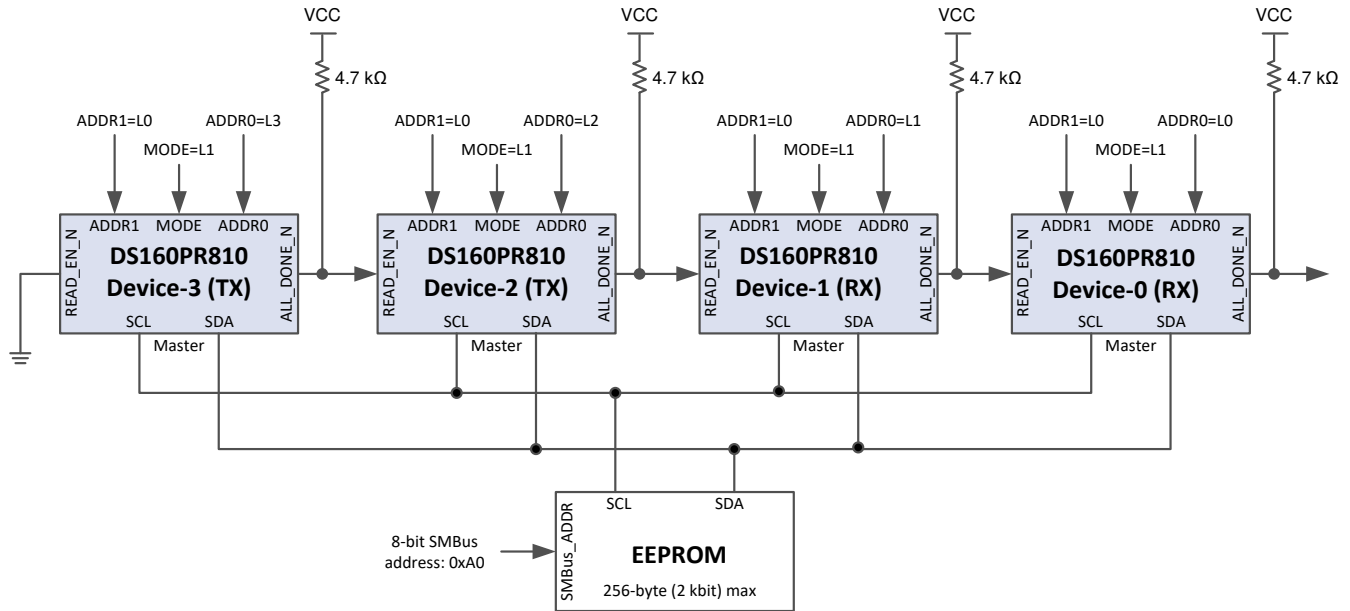 VCC
VCC
VCC
VCC
4.7 kΩ
4.7 kΩ
4.7 kΩ
4.7 kΩ
ADDR1=L0
ADDR0=L3
MODE=L1
ADDR1=L0
ADDR0=L2
MODE=L1
ADDR1=L0
ADDR0=L1
MODE=L1
ADDR1=L0
ADDR0=L0
MODE=L1
READ_EN_N
ADDR1
MODE
ADDR0
ALL_DONE_N
DS160PR810
Device-3 (TX)
SCL
SDA
Master
READ_EN_N
ADDR1
MODE
ADDR0
ALL_DONE_N
DS160PR810
Device-2 (TX)
SCL
SDA
Master
READ_EN_N
ADDR1
MODE
ADDR0
ALL_DONE_N
DS160PR810
Device-1 (RX)
SCL
SDA
Master
READ_EN_N
ADDR1
MODE
ADDR0
ALL_DONE_N
DS160PR810
Device-0 (RX)
SCL
SDA
Master
8-bit SMBus
address: 0xA0
SMBus_ADDR
SCL
SDA
EEPROM
256-byte (2 kbit) max